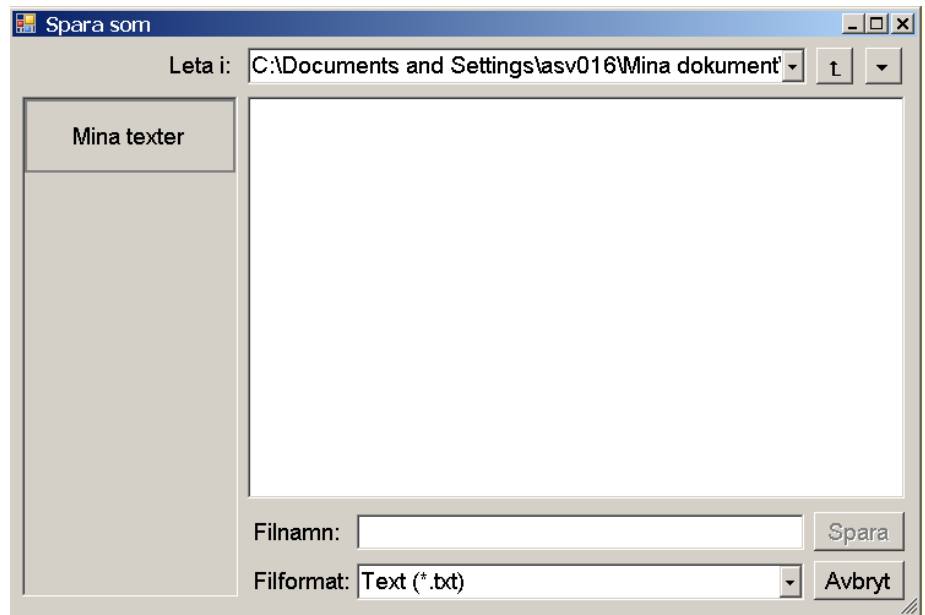 Spara som
Leta i: C:\Documents and Settings\asv016\Mina dokument\
Mina texter
Filnamn: Spara
Filformat: Text (*.txt) Avbryt